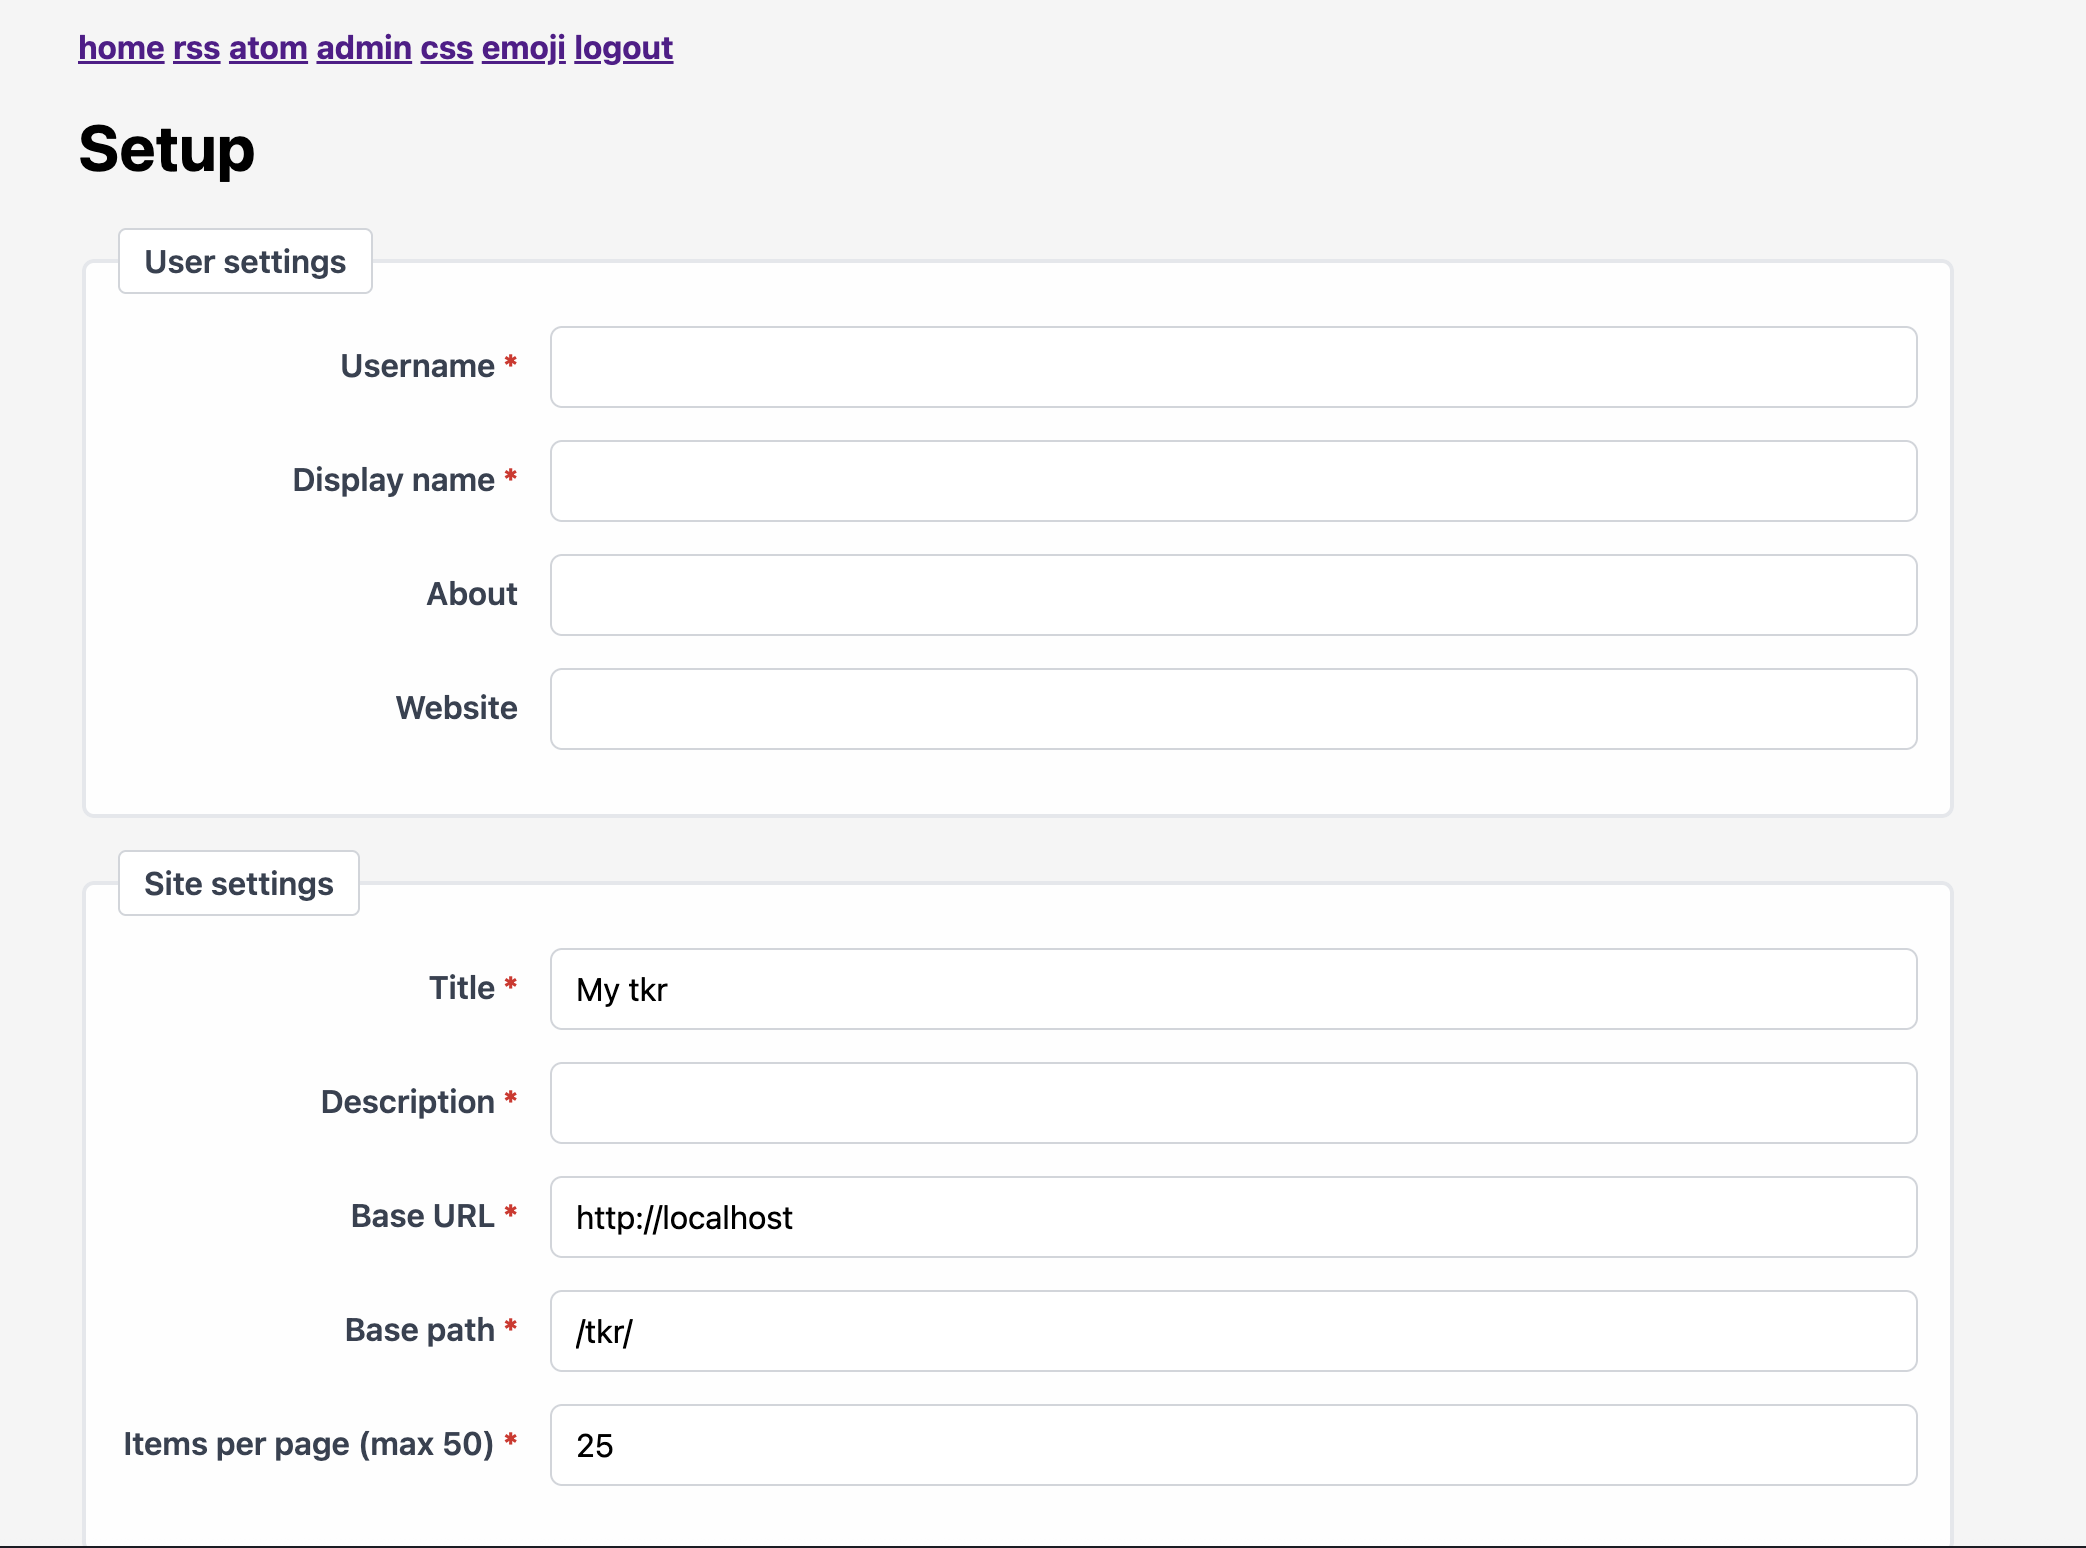 home rss atom admin css emoji logout
Setup
User settings
Username *
Display name *
About
Website
Site settings
Title * My tkr
Description *
Base URL * http://localhost
Base path * /tkr/
Items per page (max 50) * 25